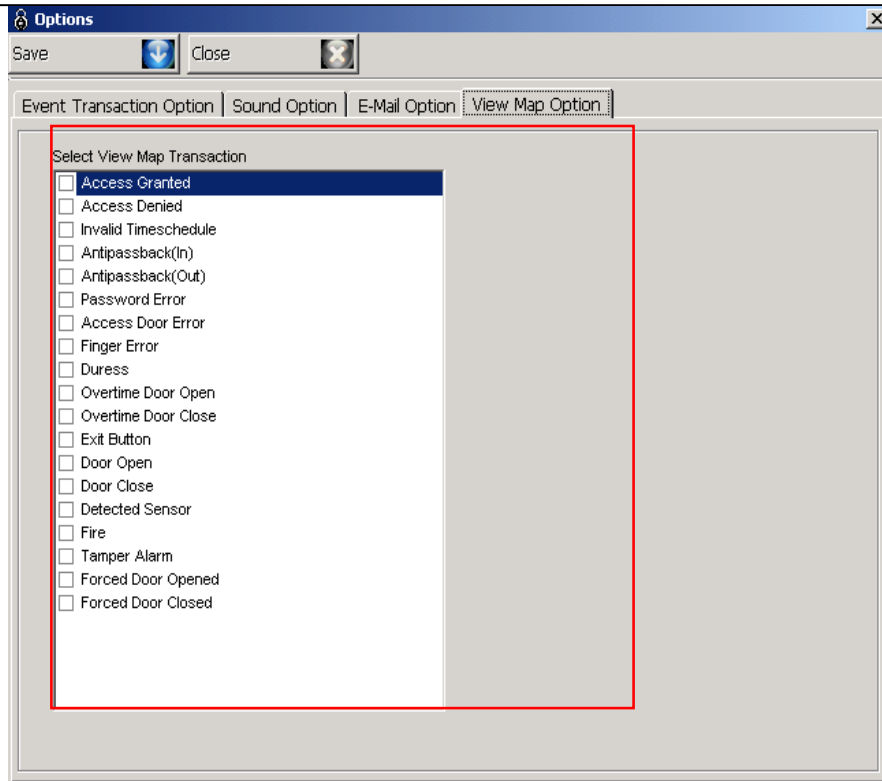 Options
Save Close
Event Transaction Option Sound Option E-Mail Option View Map Option
Select View Map Transaction
Access Granted
Access Denied
Invalid Timeschedule
Antipassback(In)
Antipassback(Out)
Password Error
Access Door Error
Finger Error
Duress
Overtime Door Open
Overtime Door Close
Exit Button
Door Open
Door Close
Detected Sensor
Fire
Tamper Alarm
Forced Door Opened
Forced Door Closed